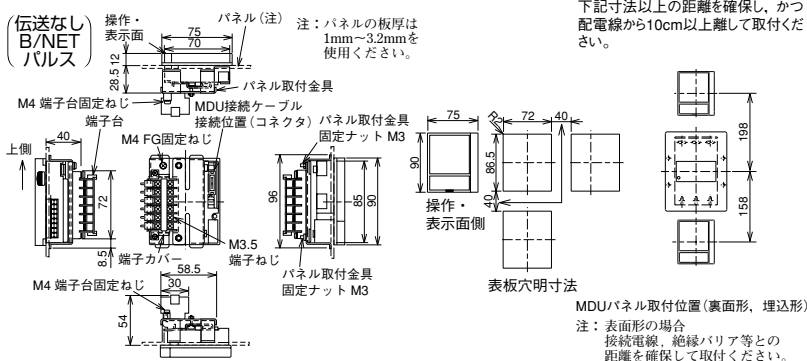 下記寸法以上の距離を確保し，かつ
配電線から10cm以上離して取付くだ
さい。
伝送なし
B/NET
パルス
操作・
表示面
パネル(注)
75
70
注：パネルの板厚は
1mm～3.2mmを
使用ください。
12
28.5
パネル取付金具
M4 端子台固定ねじ
端子台
MDU接続ケーブル
接続位置(コネクタ)
パネル取付金具
固定ナット M3
M4 FG固定ねじ
上側
40
72
8.5
96
85
90
端子カバー
M3.5
端子ねじ
パネル取付金具
固定ナット M3
M4 端子台固定ねじ
58.5
30
54
75
90
操作・
表示面側
72
40
86.5
40
表板穴明寸法
198
158
MDUパネル取付位置(裏面形，埋込形)
注：表面形の場合
接続電線，絶縁バリア等との
距離を確保して取付ください。